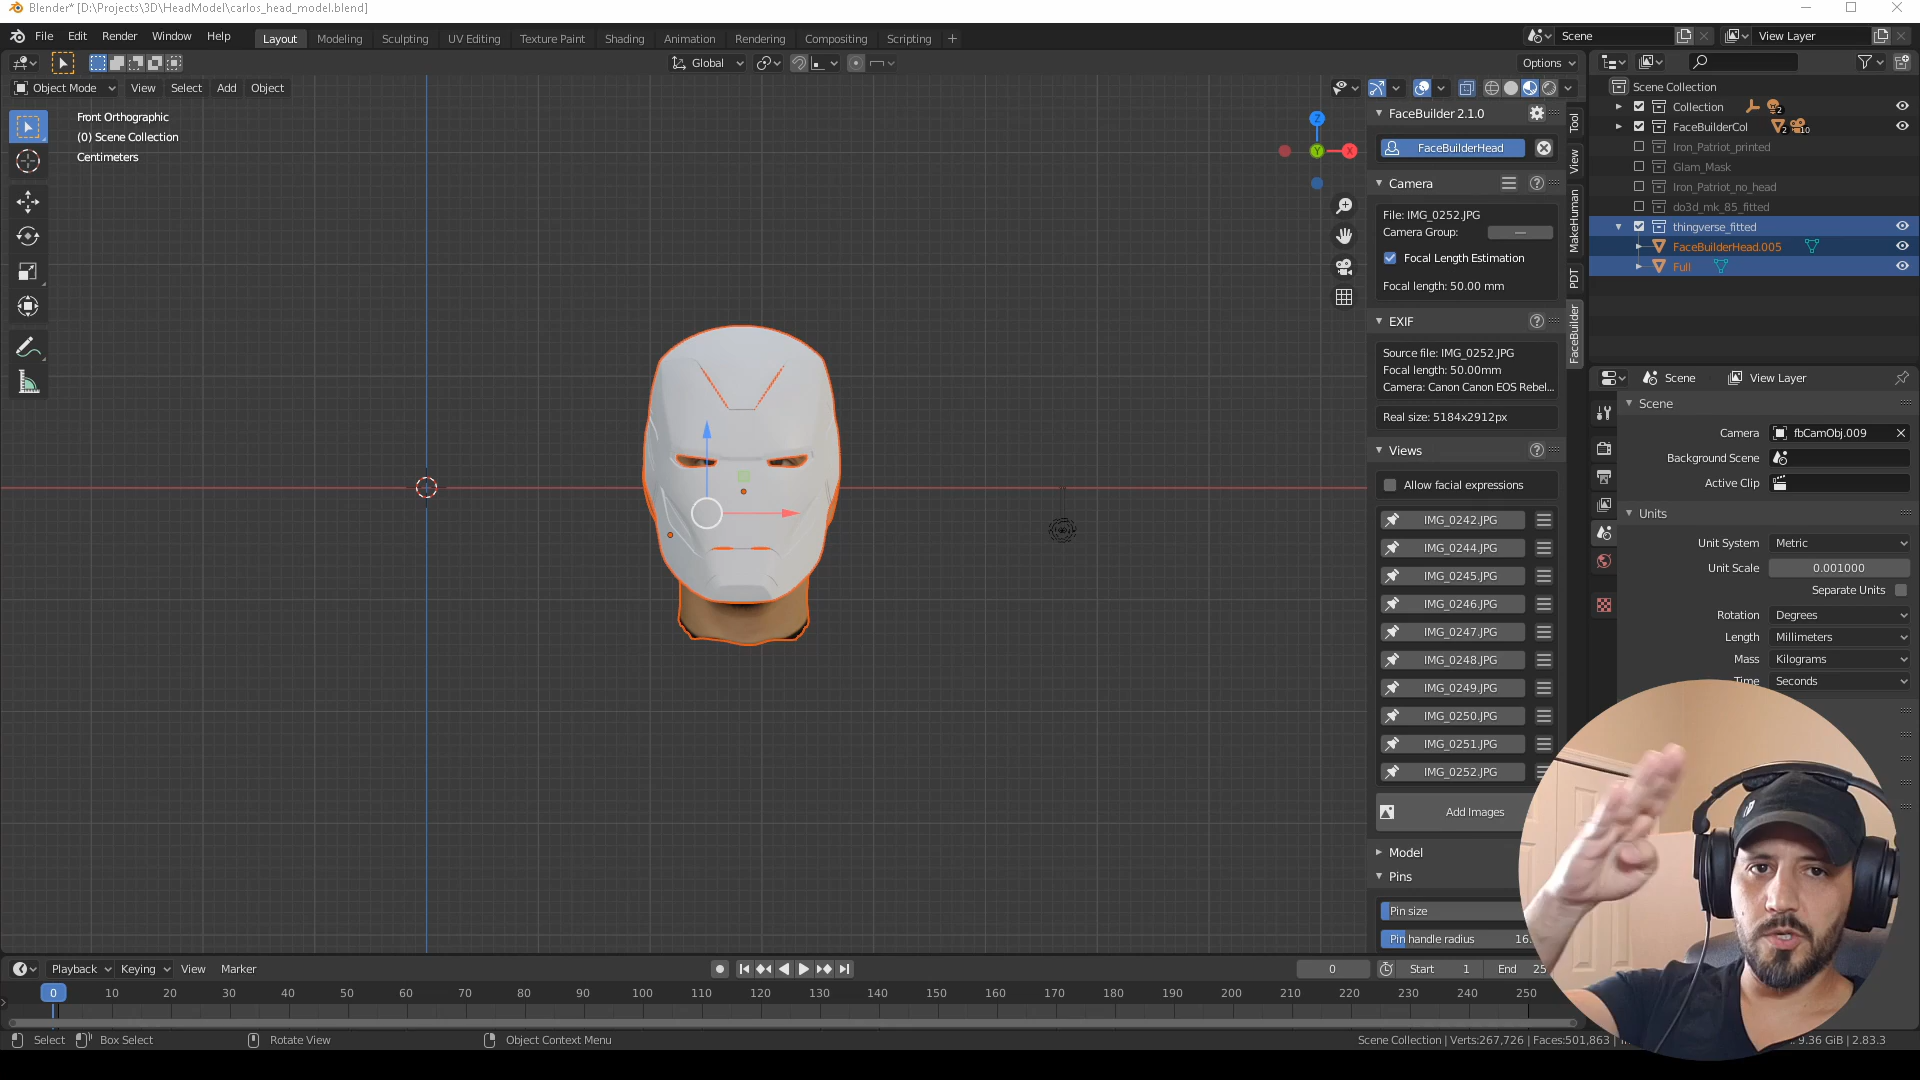 Blender* [D:\Projects\3D\HeadModel\carlos_head_model.blend]
File Edit Render Window Help
Layout Modeling Sculpting UV Editing Texture Paint Shading Animation Rendering Compositing Scripting +
Scene
View Layer
Global
Options
Object Mode View Select Add Object
Front Orthographic
(0) Scene Collection
Centimeters
Z
Y
X
FaceBuilder 2.1.0
FaceBuilderHead
Camera
File: IMG_0252.JPG
Camera Group:
Focal Length Estimation
Focal length: 50.00 mm
EXIF
Source file: IMG_0252.JPG
Focal length: 50.00mm
Camera: Canon Canon EOS Rebel...
Real size: 5184x2912px
Views
Allow facial expressions
IMG_0242.JPG
IMG_0244.JPG
IMG_0245.JPG
IMG_0246.JPG
IMG_0247.JPG
IMG_0248.JPG
IMG_0249.JPG
IMG_0250.JPG
IMG_0251.JPG
IMG_0252.JPG
Add Images
Model
Pins
Pin size
Pin handle radius 16.
Tool
View
MakeHuman
PDT
FaceBuilder
Scene Collection
Collection 2
FaceBuilderCol 2 10
Iron_Patriot_printed
Glam_Mask
Iron_Patriot_no_head
do3d_mk_85_fitted
thingverse_fitted
FaceBuilderHead.005
Full
Scene View Layer
Scene
Camera fbCamObj.009
Background Scene
Active Clip
Units
Unit System Metric
Unit Scale 0.001000
Separate Units
Rotation Degrees
Length Millimeters
Mass Kilograms
Time Seconds
Playback Keying View Marker
0 Start 1 End 25
0 10 20 30 40 50 60 70 80 90 100 110 120 130 140 150 160 170 180 190 200 210 220 230 240 250
Select Box Select Rotate View Object Context Menu
Scene Collection | Verts:267,726 | Faces:501,863 | 9.36 GiB | 2.83.3